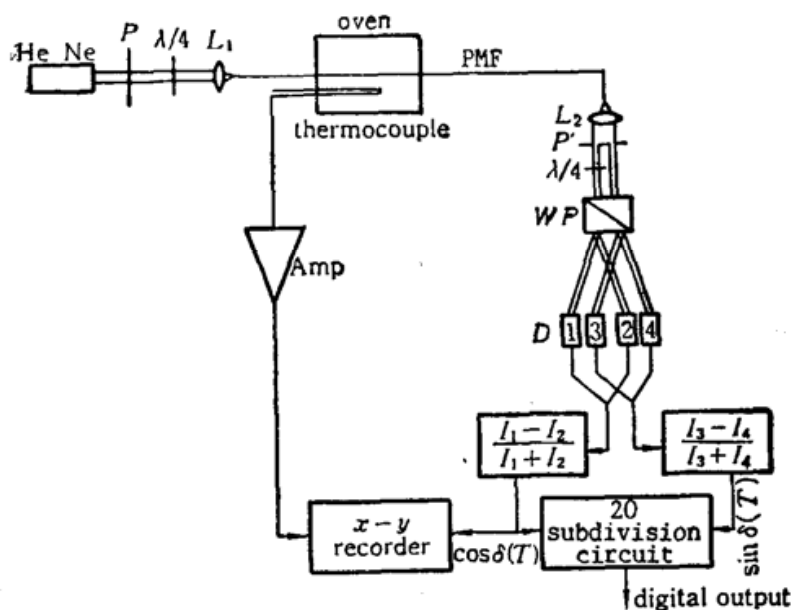 oven
He Ne
P
λ/4
L₁
PMF
thermocouple
L₂
P'
λ/4
WP
Amp
D
1
3
2
4
I₁ − I₂
I₁ + I₂
I₃ − I₄
I₃ + I₄
x − y
recorder
cosδ(T)
20
subdivision
circuit
sin δ(T)
digital output